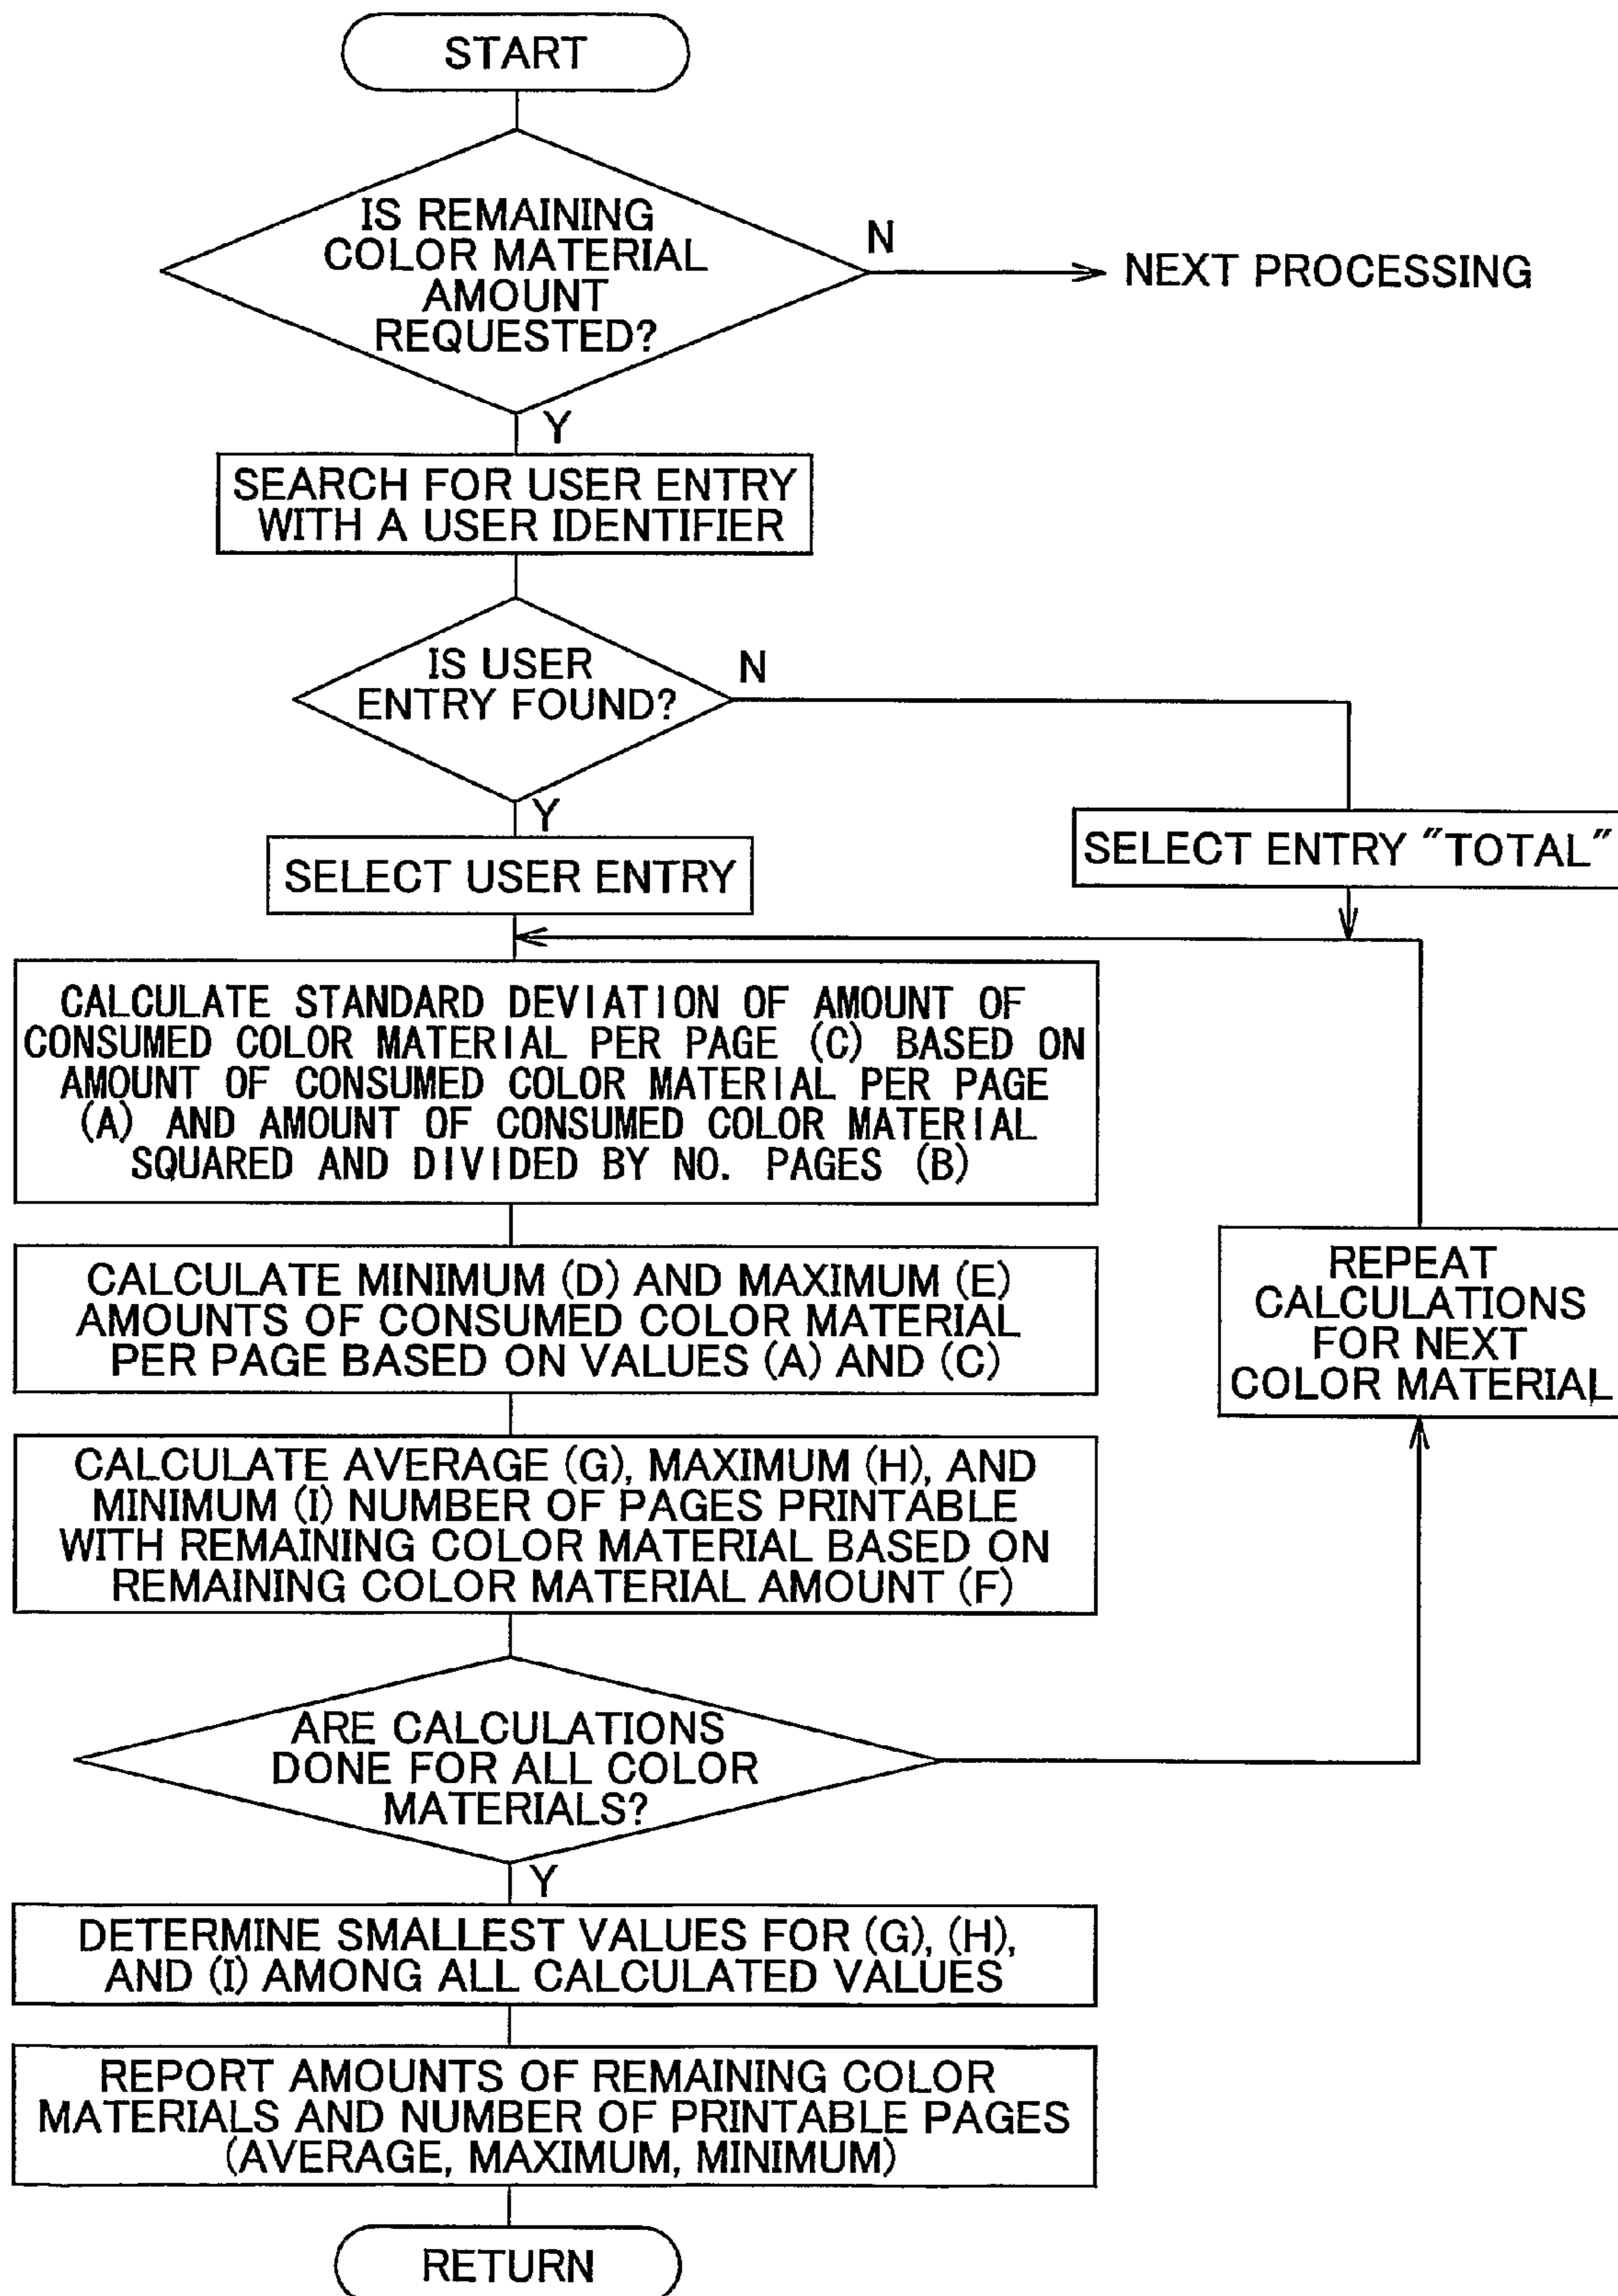 START
IS REMAINING
COLOR MATERIAL
AMOUNT
REQUESTED?
N
NEXT PROCESSING
Y
SEARCH FOR USER ENTRY
WITH A USER IDENTIFIER
IS USER
ENTRY FOUND?
N
Y
SELECT USER ENTRY
SELECT ENTRY "TOTAL"
CALCULATE STANDARD DEVIATION OF AMOUNT OF
CONSUMED COLOR MATERIAL PER PAGE (C) BASED ON
AMOUNT OF CONSUMED COLOR MATERIAL PER PAGE
(A) AND AMOUNT OF CONSUMED COLOR MATERIAL
SQUARED AND DIVIDED BY NO. PAGES (B)
CALCULATE MINIMUM (D) AND MAXIMUM (E)
AMOUNTS OF CONSUMED COLOR MATERIAL
PER PAGE BASED ON VALUES (A) AND (C)
REPEAT
CALCULATIONS
FOR NEXT
COLOR MATERIAL
CALCULATE AVERAGE (G), MAXIMUM (H), AND
MINIMUM (I) NUMBER OF PAGES PRINTABLE
WITH REMAINING COLOR MATERIAL BASED ON
REMAINING COLOR MATERIAL AMOUNT (F)
ARE CALCULATIONS
DONE FOR ALL COLOR
MATERIALS?
Y
DETERMINE SMALLEST VALUES FOR (G), (H),
AND (I) AMONG ALL CALCULATED VALUES
REPORT AMOUNTS OF REMAINING COLOR
MATERIALS AND NUMBER OF PRINTABLE PAGES
(AVERAGE, MAXIMUM, MINIMUM)
RETURN